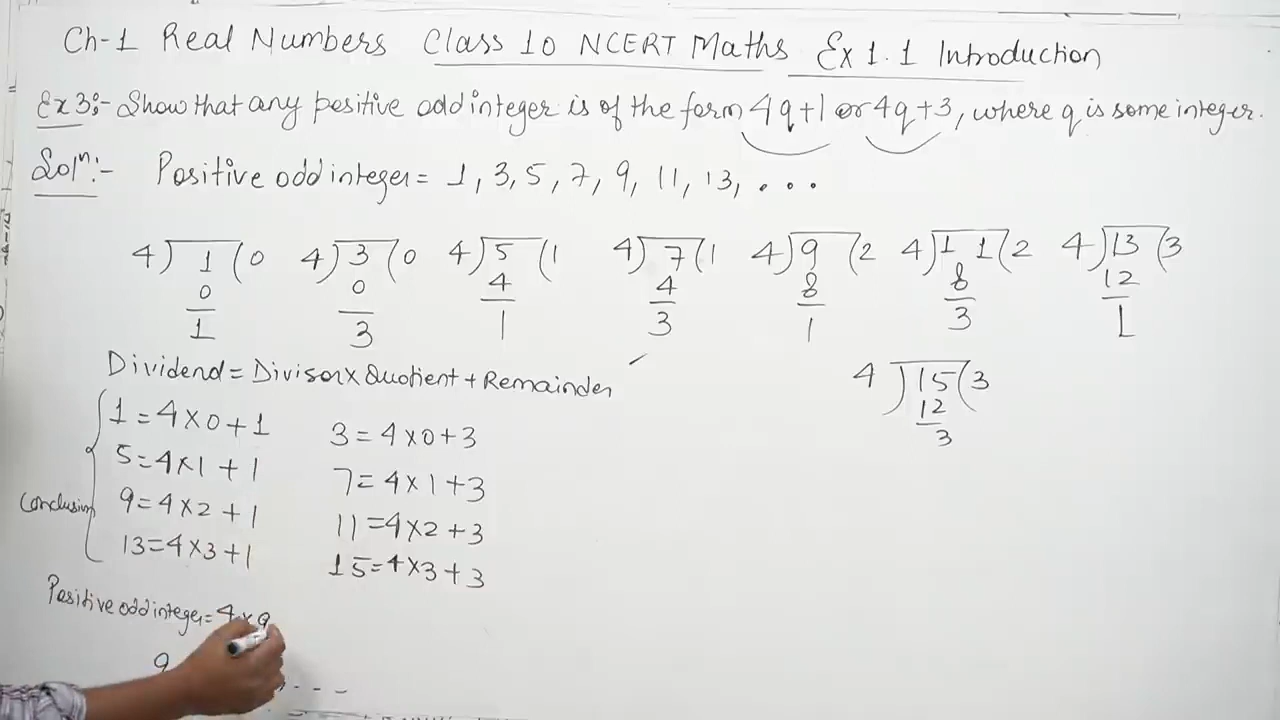 Ch-1 Real Numbers Class 10 NCERT Maths Ex 1.1 Introduction
Ex 3:- Show that any positive odd integer is of the form 4q+1 or 4q+3, where q is some integer.
Solⁿ:- Positive odd integer = 1, 3, 5, 7, 9, 11, 13, ...
4) 1 (0 4) 3 (0 4) 5 (1 4) 7 (1 4) 9 (2 4) 11 (2 4) 13 (3
0 0 4 4 8 8 12
1 3 1 3 1 3 1
Dividend = Divisor x Quotient + Remainder
4) 15 (3
12
3
1 = 4 x 0 + 1 3 = 4 x 0 + 3
5 = 4 x 1 + 1 7 = 4 x 1 + 3
Conclusion 9 = 4 x 2 + 1 11 = 4 x 2 + 3
13 = 4 x 3 + 1 15 = 4 x 3 + 3
Positive odd integer = 4 x q
q